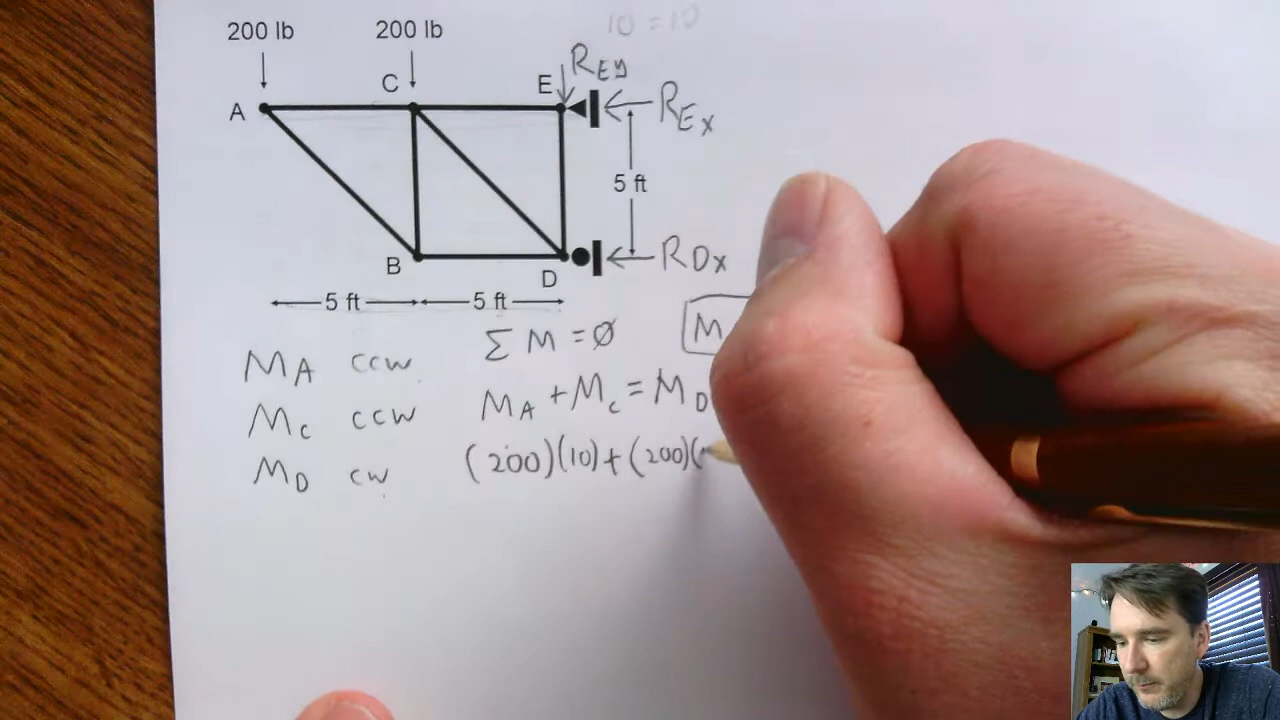 10 = 10
200 lb 200 lb
R_Ey
A C E
R_Ex
5 ft
B D
R_Dx
5 ft 5 ft
Σ M = Ø M
M_A ccw
M_A + M_C = M_D
M_C ccw
(200)(10) + (200)(
M_D cw